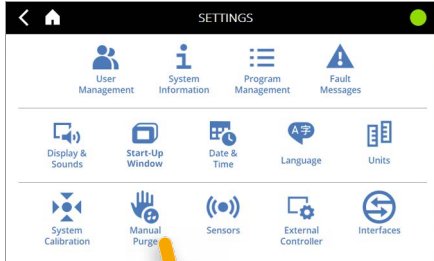 SETTINGS
User
Management
System
Information
Program
Management
Fault
Messages
Display &
Sounds
Start-Up
Window
Date &
Time
A字
Language
Units
System
Calibration
Manual
Purge
Sensors
External
Controller
Interfaces